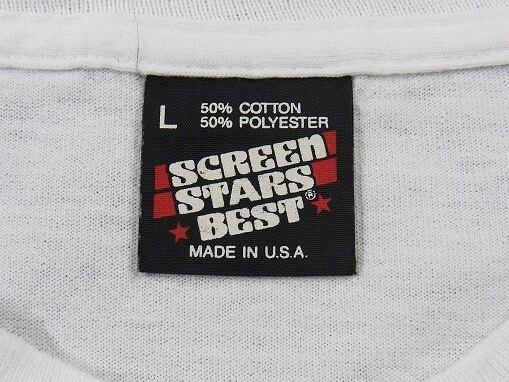 L 50% COTTON
50% POLYESTER
SCREEN
STARS
BEST®
MADE IN U.S.A.